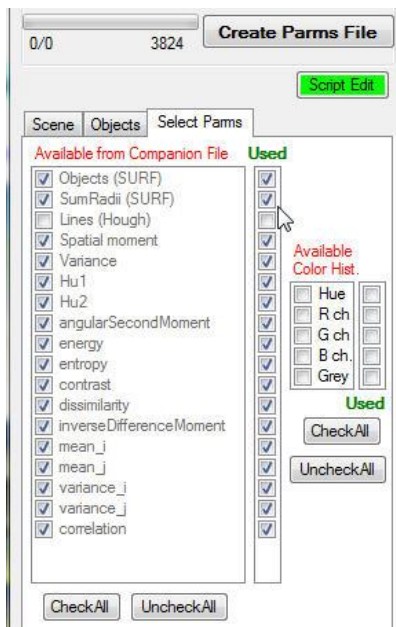 Create Parms File
0/0 3824
Script Edit
Scene Objects Select Parms
Available from Companion File Used
Objects (SURF)
SumRadii (SURF)
Lines (Hough)
Spatial moment
Variance
Hu1
Hu2
angularSecondMoment
energy
entropy
contrast
dissimilarity
inverseDifferenceMoment
mean_i
mean_j
variance_i
variance_j
correlation
Available
Color Hist.
Hue
R ch
G ch
B ch.
Grey
Used
CheckAll
UncheckAll
CheckAll UncheckAll